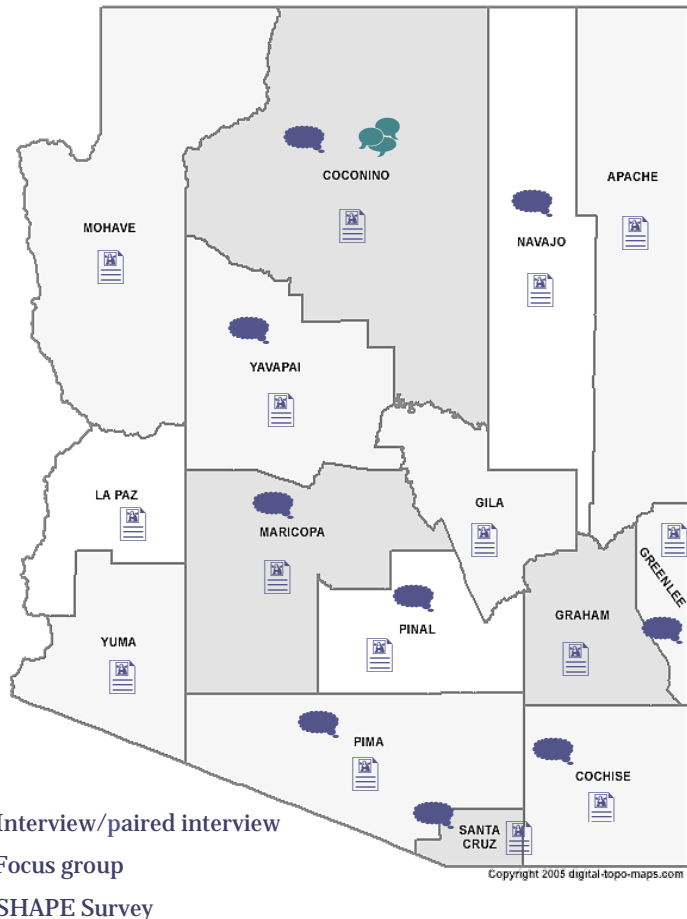 COCONINO
APACHE
MOHAVE
NAVAJO
YAVAPAI
LA PAZ
GILA
MARICOPA
GREENLEE
GRAHAM
PINAL
YUMA
PIMA
COCHISE
SANTA
CRUZ
Copyright 2005 digital-topo-maps.com
Interview/paired interview
Focus group
SHAPE Survey